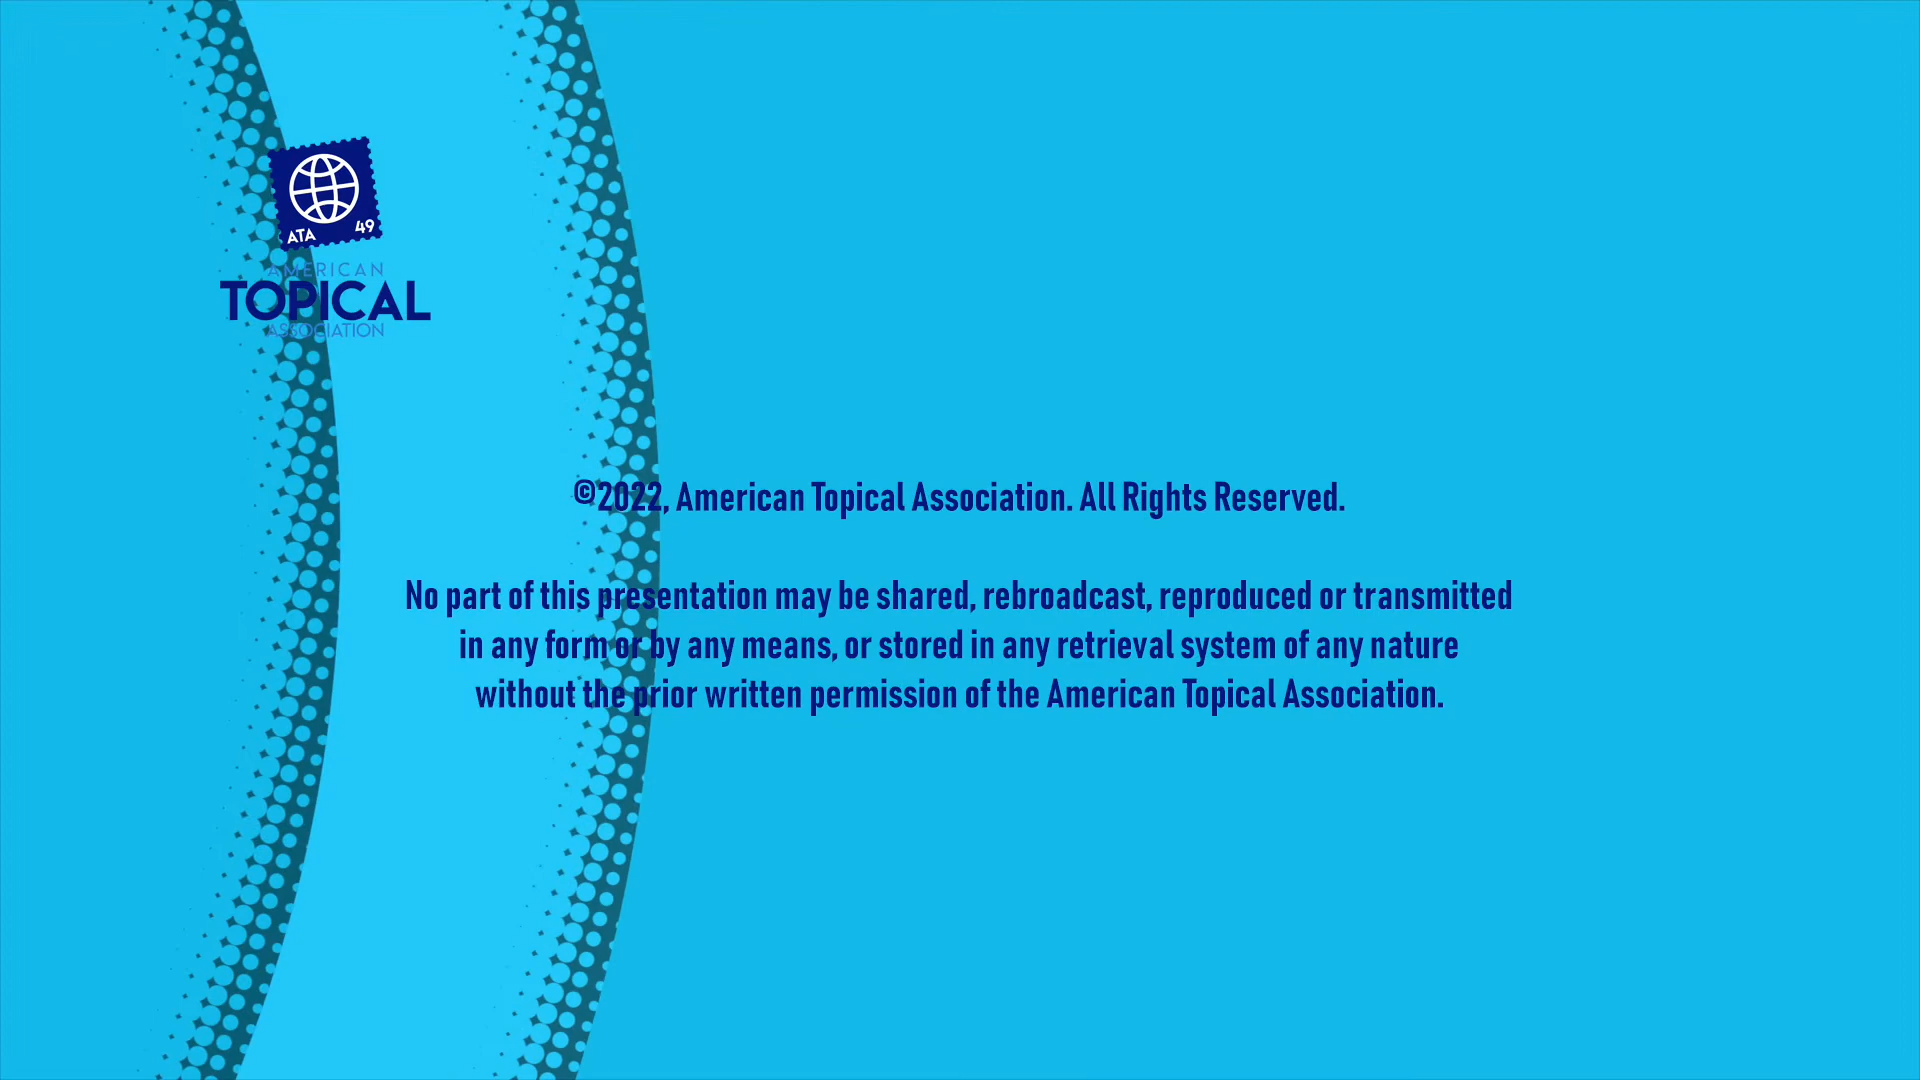 ATA 49
AMERICAN
TOPICAL
ASSOCIATION
©2022, American Topical Association. All Rights Reserved.
No part of this presentation may be shared, rebroadcast, reproduced or transmitted
in any form or by any means, or stored in any retrieval system of any nature
without the prior written permission of the American Topical Association.